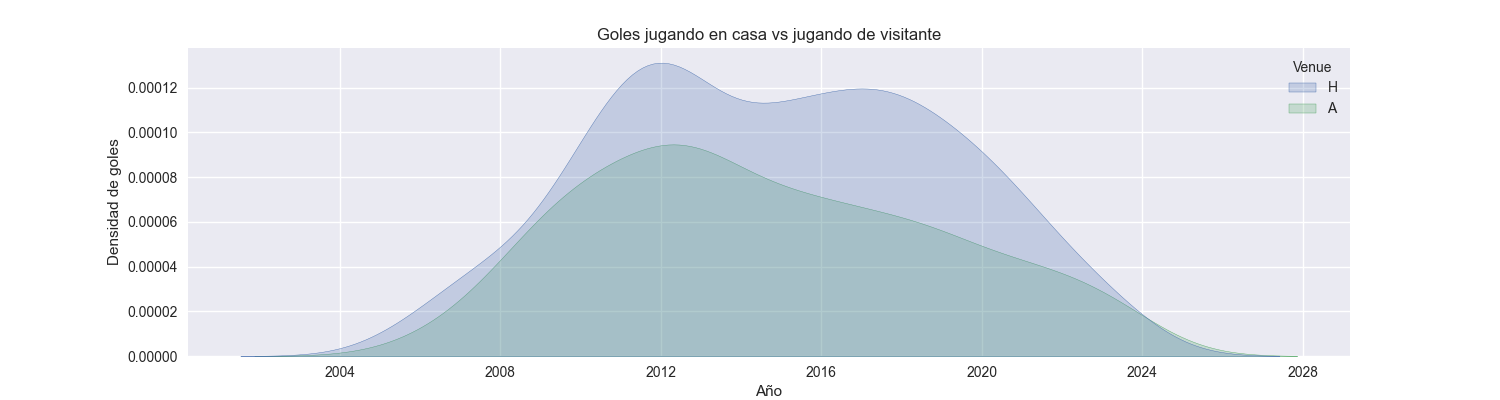 Goles jugando en casa vs jugando de visitante
Venue
H
A
Densidad de goles
0.00012
0.00010
0.00008
0.00006
0.00004
0.00002
0.00000
2004 2008 2012 2016 2020 2024 2028
Año